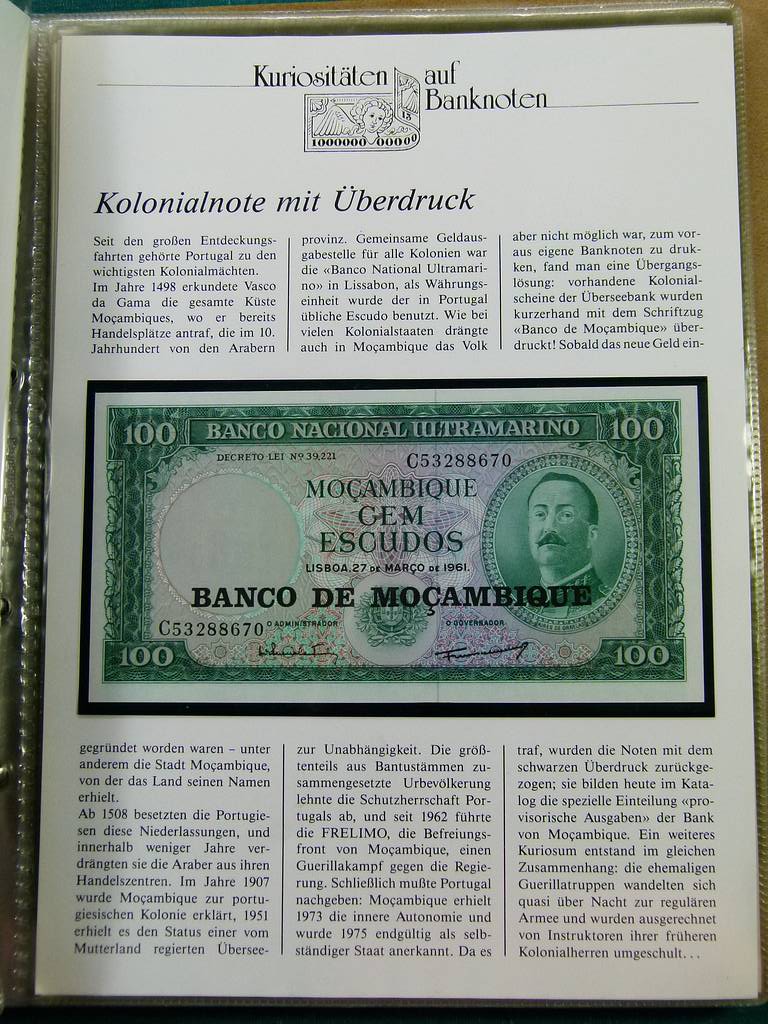 Kuriositäten auf
Banknoten
1000000 00000
Kolonialnote mit Überdruck
Seit den großen Entdeckungs-
fahrten gehörte Portugal zu den
wichtigsten Kolonialmächten.
Im Jahre 1498 erkundete Vasco
da Gama die gesamte Küste
Moçambiques, wo er bereits
Handelsplätze antraf, die im 10.
Jahrhundert von den Arabern
gegründet worden waren – unter
anderem die Stadt Moçambique,
von der das Land seinen Namen
erhielt.
Ab 1508 besetzten die Portugie-
sen diese Niederlassungen, und
innerhalb weniger Jahre ver-
drängten sie die Araber aus ihren
Handelszentren. Im Jahre 1907
wurde Moçambique zur portu-
giesischen Kolonie erklärt, 1951
erhielt es den Status einer vom
Mutterland regierten Übersee-
provinz. Gemeinsame Geldaus-
gabestelle für alle Kolonien war
die «Banco National Ultramari-
no» in Lissabon, als Währungs-
einheit wurde der in Portugal
übliche Escudo benutzt. Wie bei
vielen Kolonialstaaten drängte
auch in Moçambique das Volk
zur Unabhängigkeit. Die größ-
tenteils aus Bantustämmen zu-
sammengesetzte Urbevölkerung
lehnte die Schutzherrschaft Por-
tugals ab, und seit 1962 führte
die FRELIMO, die Befreiungs-
front von Moçambique, einen
Guerillakampf gegen die Regie-
rung. Schließlich mußte Portugal
nachgeben: Moçambique erhielt
1973 die innere Autonomie und
wurde 1975 endgültig als selb-
ständiger Staat anerkannt. Da es
aber nicht möglich war, zum vor-
aus eigene Banknoten zu druk-
ken, fand man eine Übergangs-
lösung: vorhandene Kolonial-
scheine der Überseebank wurden
kurzerhand mit dem Schriftzug
«Banco de Moçambique» über-
druckt! Sobald das neue Geld ein-
traf, wurden die Noten mit dem
schwarzen Überdruck zurückge-
zogen; sie bilden heute im Kata-
log die spezielle Einteilung «pro-
visorische Ausgaben» der Bank
von Moçambique. Ein weiteres
Kuriosum entstand im gleichen
Zusammenhang: die ehemaligen
Guerillatruppen wandelten sich
quasi über Nacht zur regulären
Armee und wurden ausgerechnet
von Instruktoren ihrer früheren
Kolonialherren umgeschult...
100 BANCO NACIONAL ULTRAMARINO 100
DECRETO-LEI Nº 39,221 C53288670
MOÇAMBIQUE
CEM
ESCUDOS
LISBOA, 27 DE MARÇO DE 1961.
BANCO DE MOÇAMBIQUE
C53288670 O ADMINISTRADOR O GOVERNADOR
100 100